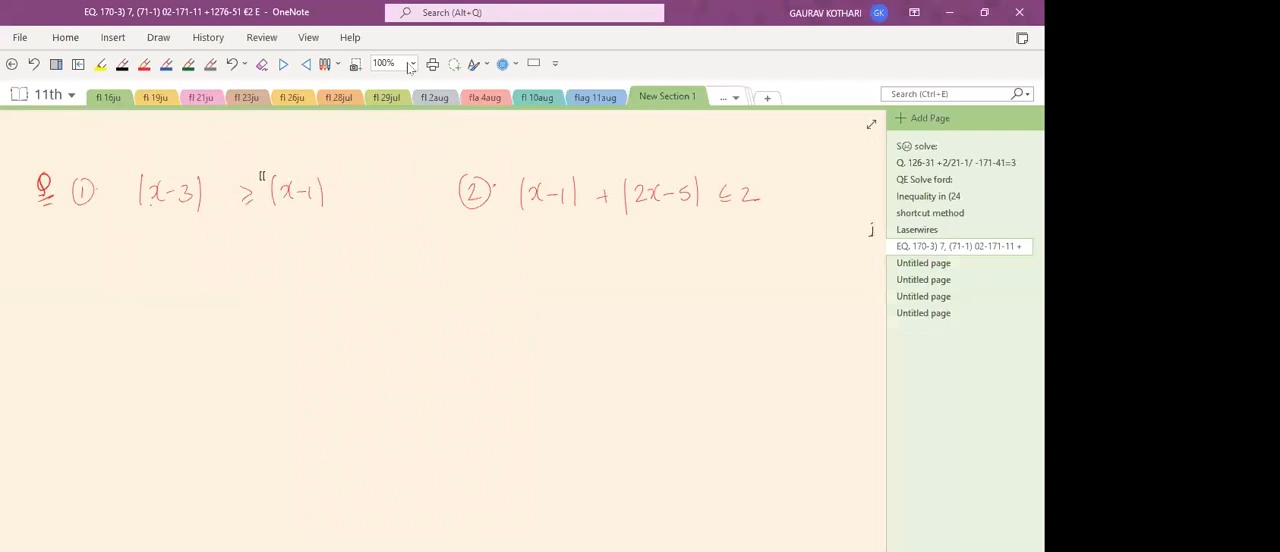 EQ. 170-3) 7, (71-1) 02-171-11 +1276-51 ≤2 E - OneNote
Search (Alt+Q)
GAURAV KOTHARI
GK
File Home Insert Draw History Review View Help
100%
11th
fl 16ju
fl 19ju
fl 21ju
fl 23ju
fl 26ju
fl 28jul
fl 29jul
fl 2aug
fla 4aug
fl 10aug
flag 11aug
New Section 1
...
Search (Ctrl+E)
Add Page
S😊 solve:
Q. 126-31 +2/21-1/ -171-41=3
QE Solve ford:
Inequality in (24
shortcut method
Laserwires
EQ. 170-3) 7, (71-1) 02-171-11 +
Untitled page
Untitled page
Untitled page
Untitled page
Q ① |x-3| ≥ |x-1| ② |x-1| + |2x-5| ≤ 2
j